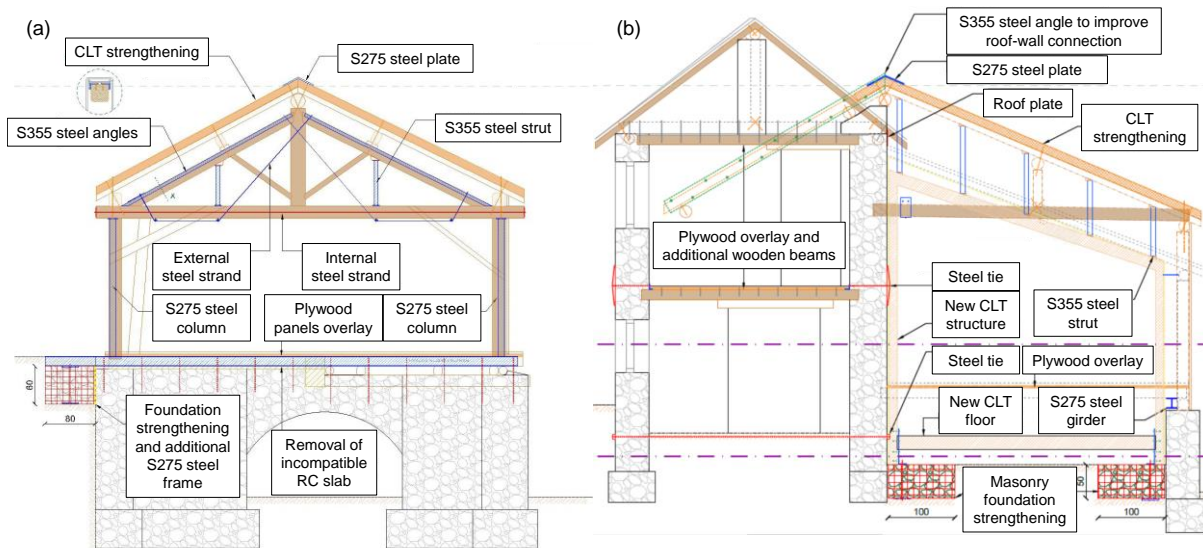 (a)
CLT strengthening
S275 steel plate
S355 steel angles
S355 steel strut
X
External
steel strand
Internal
steel strand
S275 steel
column
Plywood
panels overlay
S275 steel
column
60
80
Foundation
strengthening
and additional
S275 steel
frame
Removal of
incompatible
RC slab
(b)
S355 steel angle to improve
roof-wall connection
S275 steel plate
Roof plate
CLT
strengthening
Plywood overlay and
additional wooden beams
Steel tie
New CLT
structure
S355 steel
strut
Steel tie
Plywood overlay
New CLT
floor
S275 steel
girder
50
100
Masonry
foundation
strengthening
100